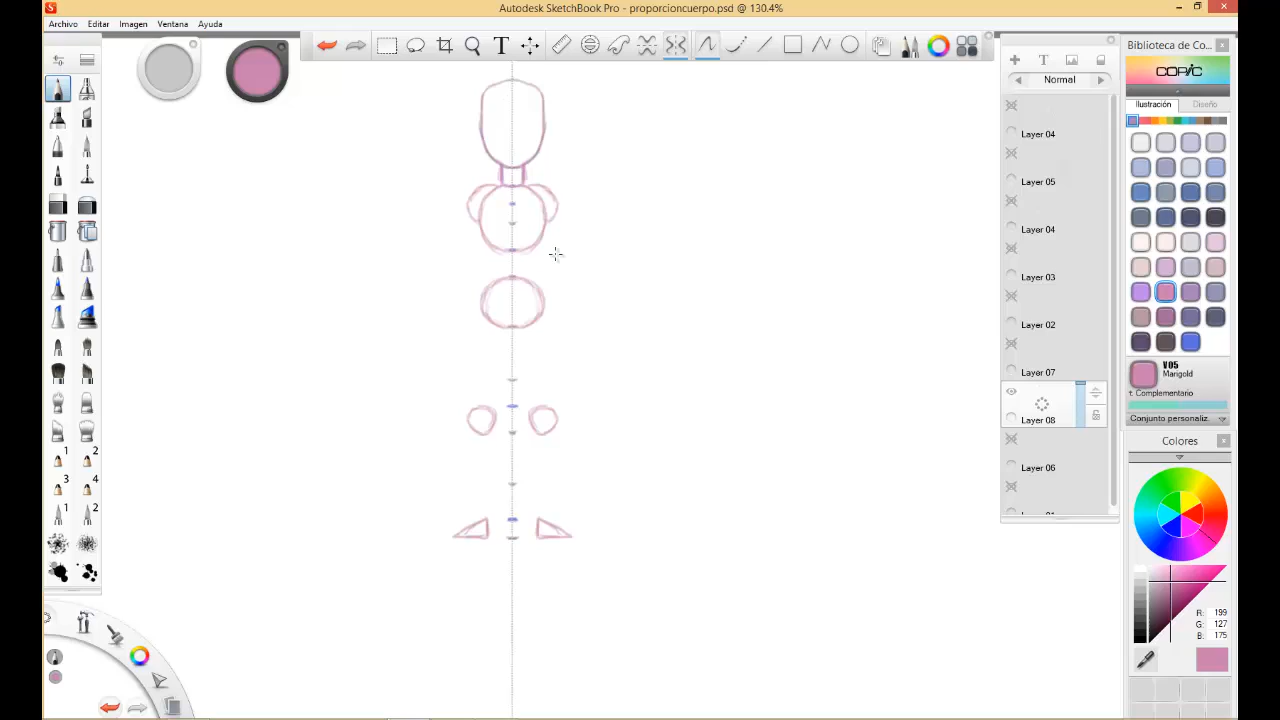 Autodesk SketchBook Pro - proporcioncuerpo.psd @ 130.4%
Archivo Editar Imagen Ventana Ayuda
Biblioteca de Co...
COPIC
Normal
Ilustración Diseño
Layer 04
Layer 05
Layer 04
Layer 03
Layer 02
Layer 07
Layer 08
Layer 06
V05
Marigold
1: Complementario
Conjunto personaliz.
Colores
1 2
3 4
1 2
R: 199
G: 127
B: 175